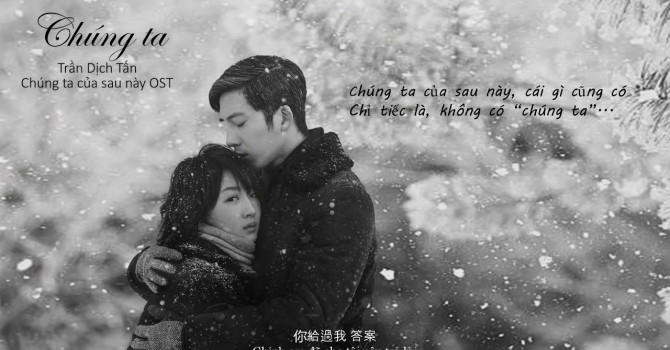 Chúng ta
Trần Dịch Tấn
Chúng ta của sau này OST
Chúng ta của sau này, cái gì cũng có
Chỉ tiếc là, không có “chúng ta”...
你給過我 答案